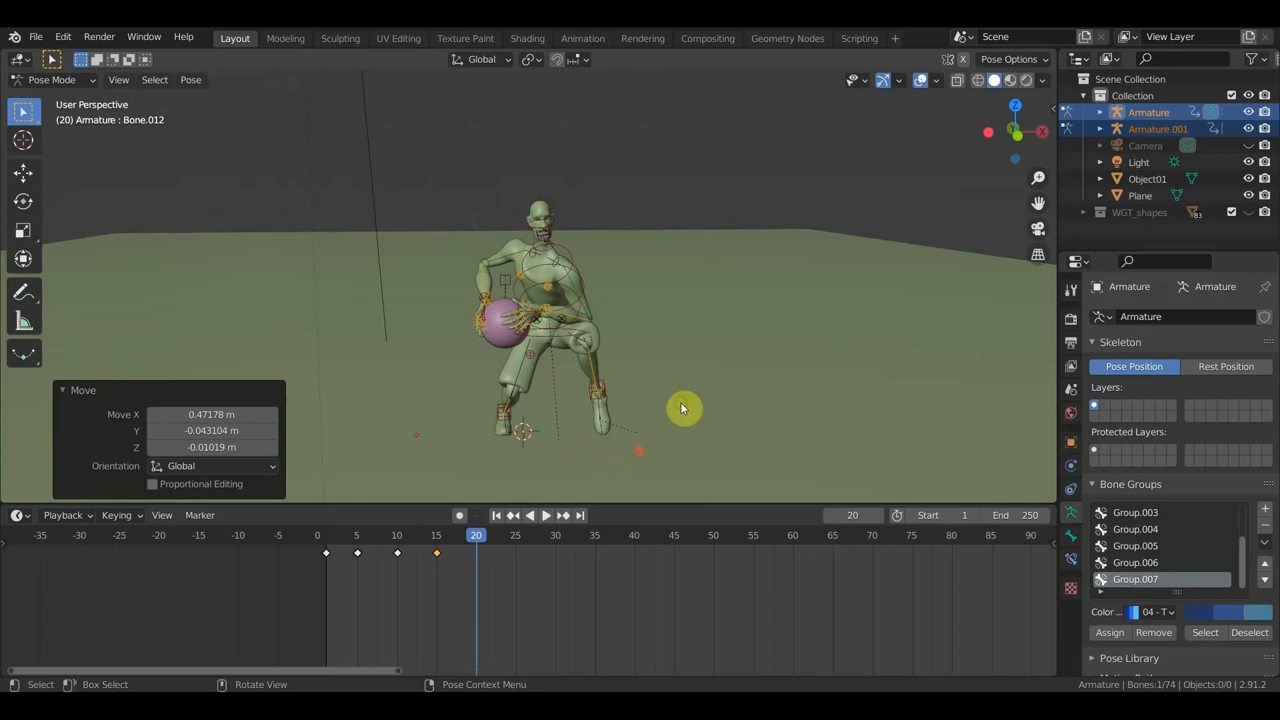 File Edit Render Window Help Layout Modeling Sculpting UV Editing Texture Paint Shading Animation Rendering Compositing Geometry Nodes Scripting + Scene View Layer
Global Pose Options
Pose Mode View Select Pose
User Perspective
(20) Armature : Bone.012
Z
X
Scene Collection
Collection
Armature
Armature.001
Camera
Light
Object01
Plane
WGT_shapes 83
Armature Armature
Armature
Skeleton
Pose Position Rest Position
Layers:
Protected Layers:
Bone Groups
Group.003
Group.004
Group.005
Group.006
Group.007
Color ... 04 - T
Assign Remove Select Deselect
Pose Library
Move
Move X 0.47178 m
Y -0.043104 m
Z -0.01019 m
Orientation Global
Proportional Editing
Playback Keying View Marker 20 Start 1 End 250
-35 -30 -25 -20 -15 -10 -5 0 5 10 15 20 25 30 35 40 45 50 55 60 65 70 75 80 85 90
Select Box Select Rotate View Pose Context Menu Armature | Bones:1/74 | Objects:0/0 | 2.91.2